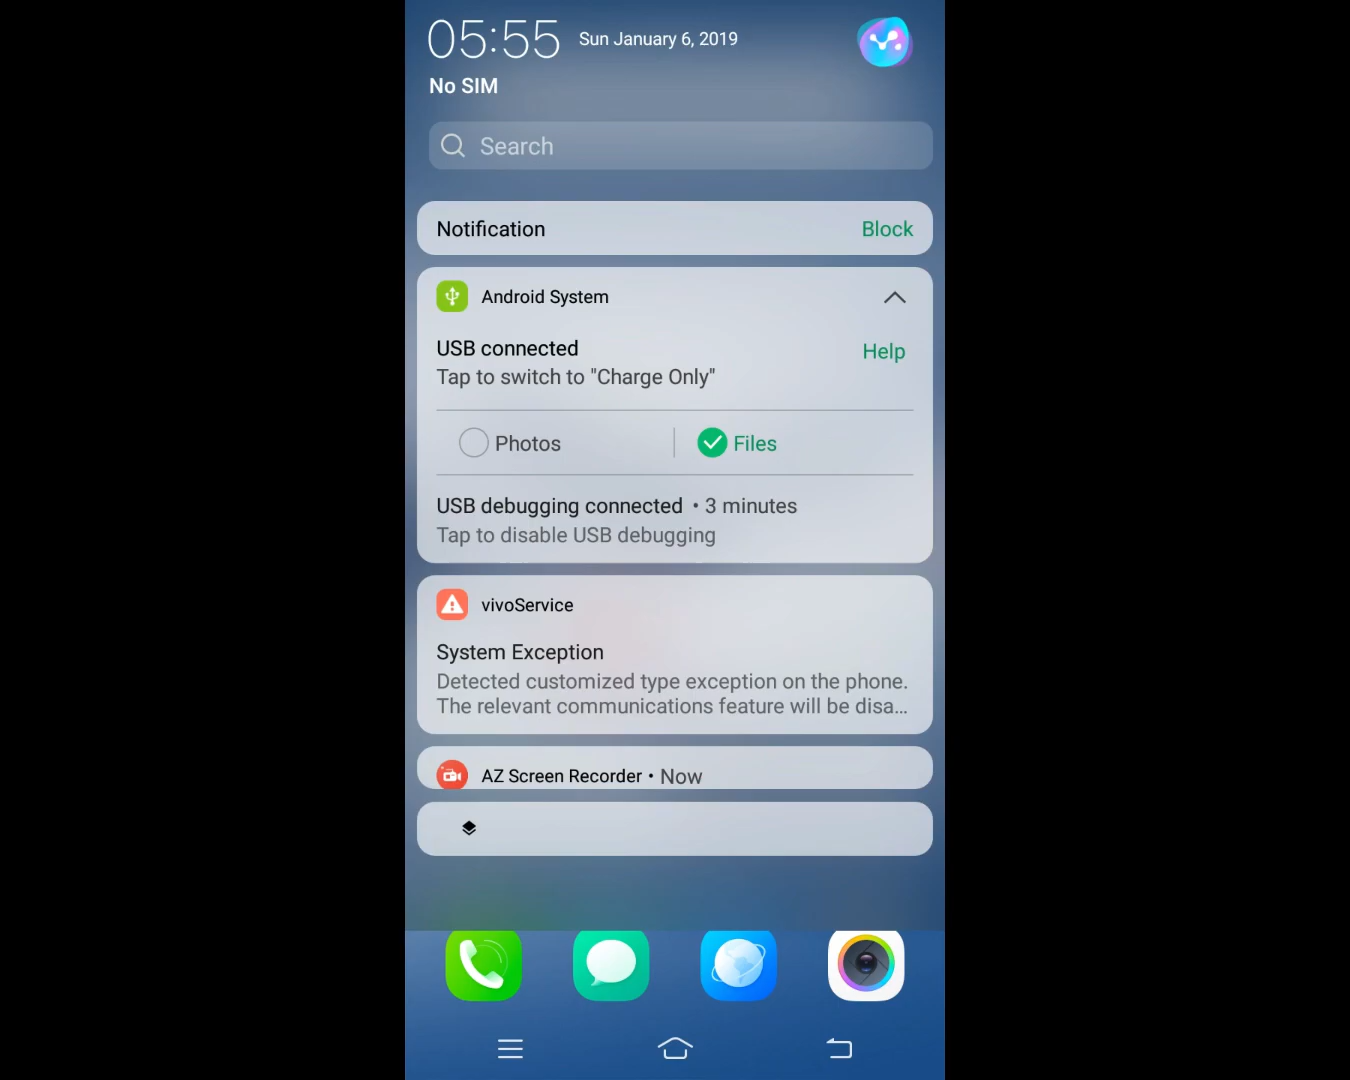 05:55 Sun January 6, 2019
No SIM
Search
Notification Block
Android System
USB connected Help
Tap to switch to "Charge Only"
Photos Files
USB debugging connected • 3 minutes
Tap to disable USB debugging
vivoService
System Exception
Detected customized type exception on the phone.
The relevant communications feature will be disa...
AZ Screen Recorder • Now